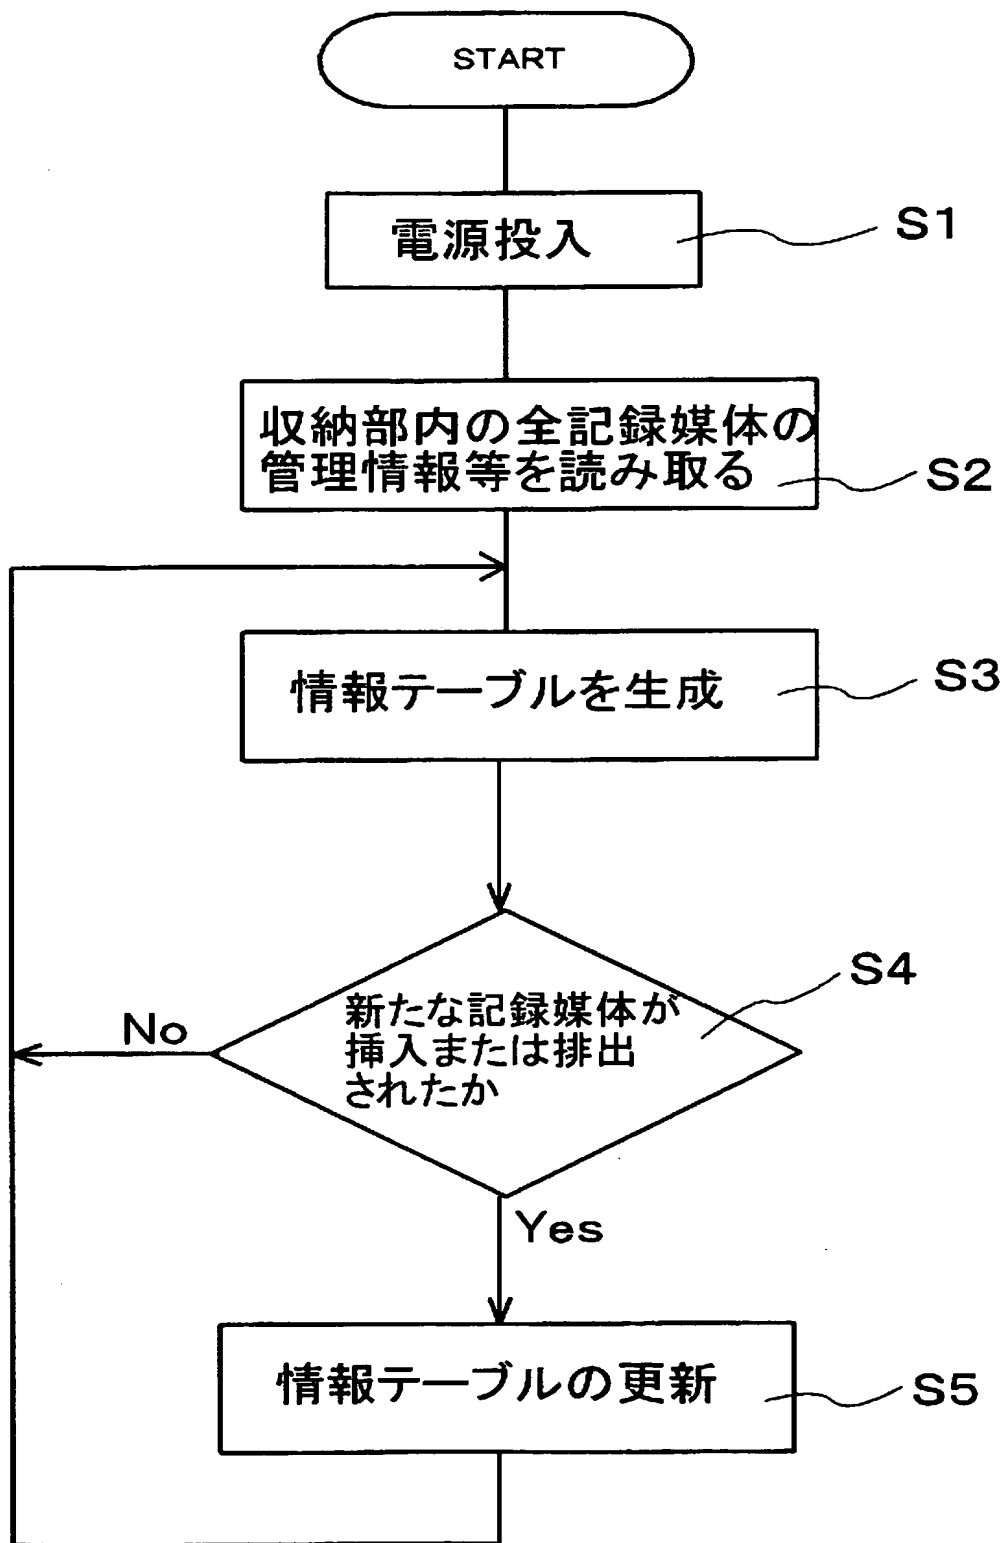 START
電源投入
S1
収納部内の全記録媒体の
管理情報等を読み取る
S2
情報テーブルを生成
S3
新たな記録媒体が
挿入または排出
されたか
S4
No
Yes
情報テーブルの更新
S5